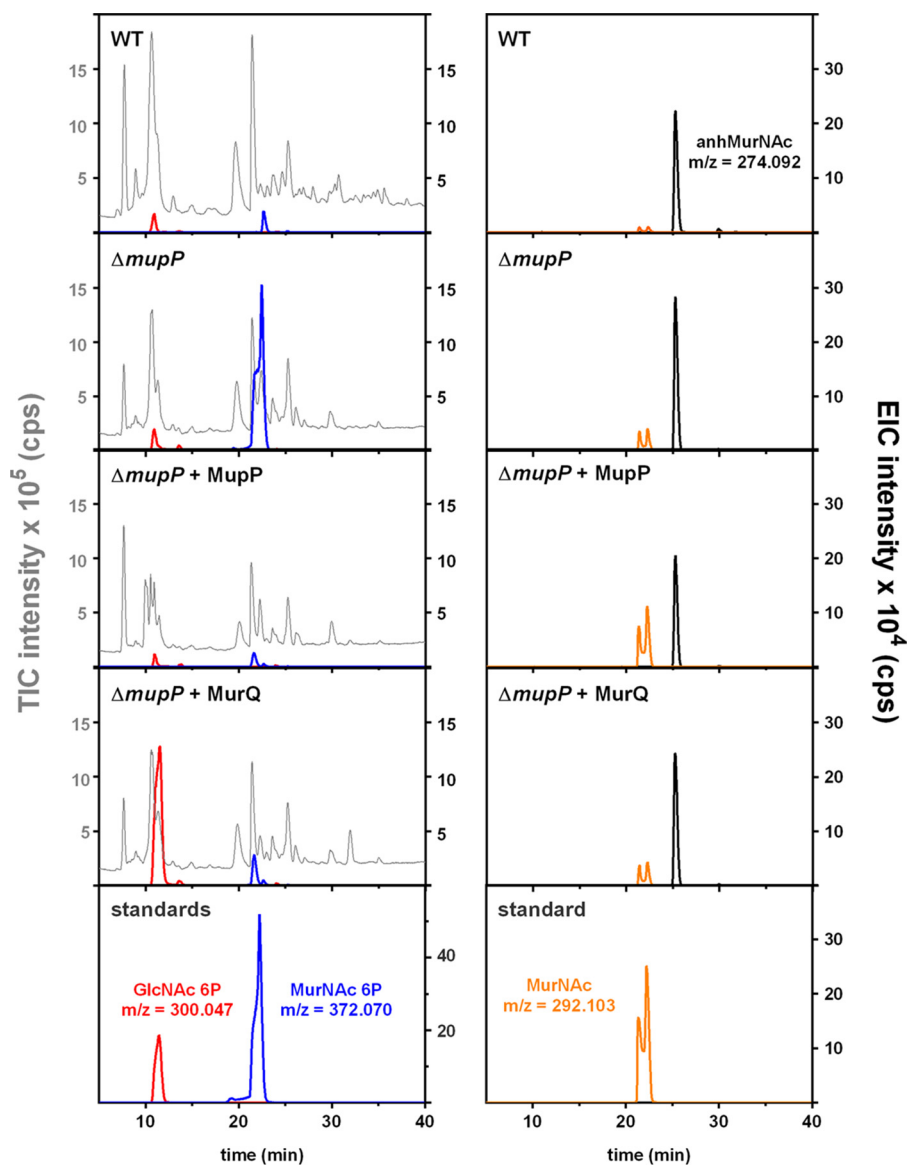 WT
15
10
5
15
10
5
WT
30
20
10
anhMurNAc
m/z = 274.092
ΔmupP
15
10
5
15
10
5
ΔmupP
30
20
10
ΔmupP + MupP
15
10
5
15
10
5
ΔmupP + MupP
30
20
10
ΔmupP + MurQ
15
10
5
15
10
5
ΔmupP + MurQ
30
20
10
standards
40
20
GlcNAc 6P
m/z = 300.047
MurNAc 6P
m/z = 372.070
standard
30
20
10
MurNAc
m/z = 292.103
10
20
30
40
10
20
30
40
time (min)
time (min)
TIC intensity x 10⁵ (cps)
EIC intensity x 10⁴ (cps)